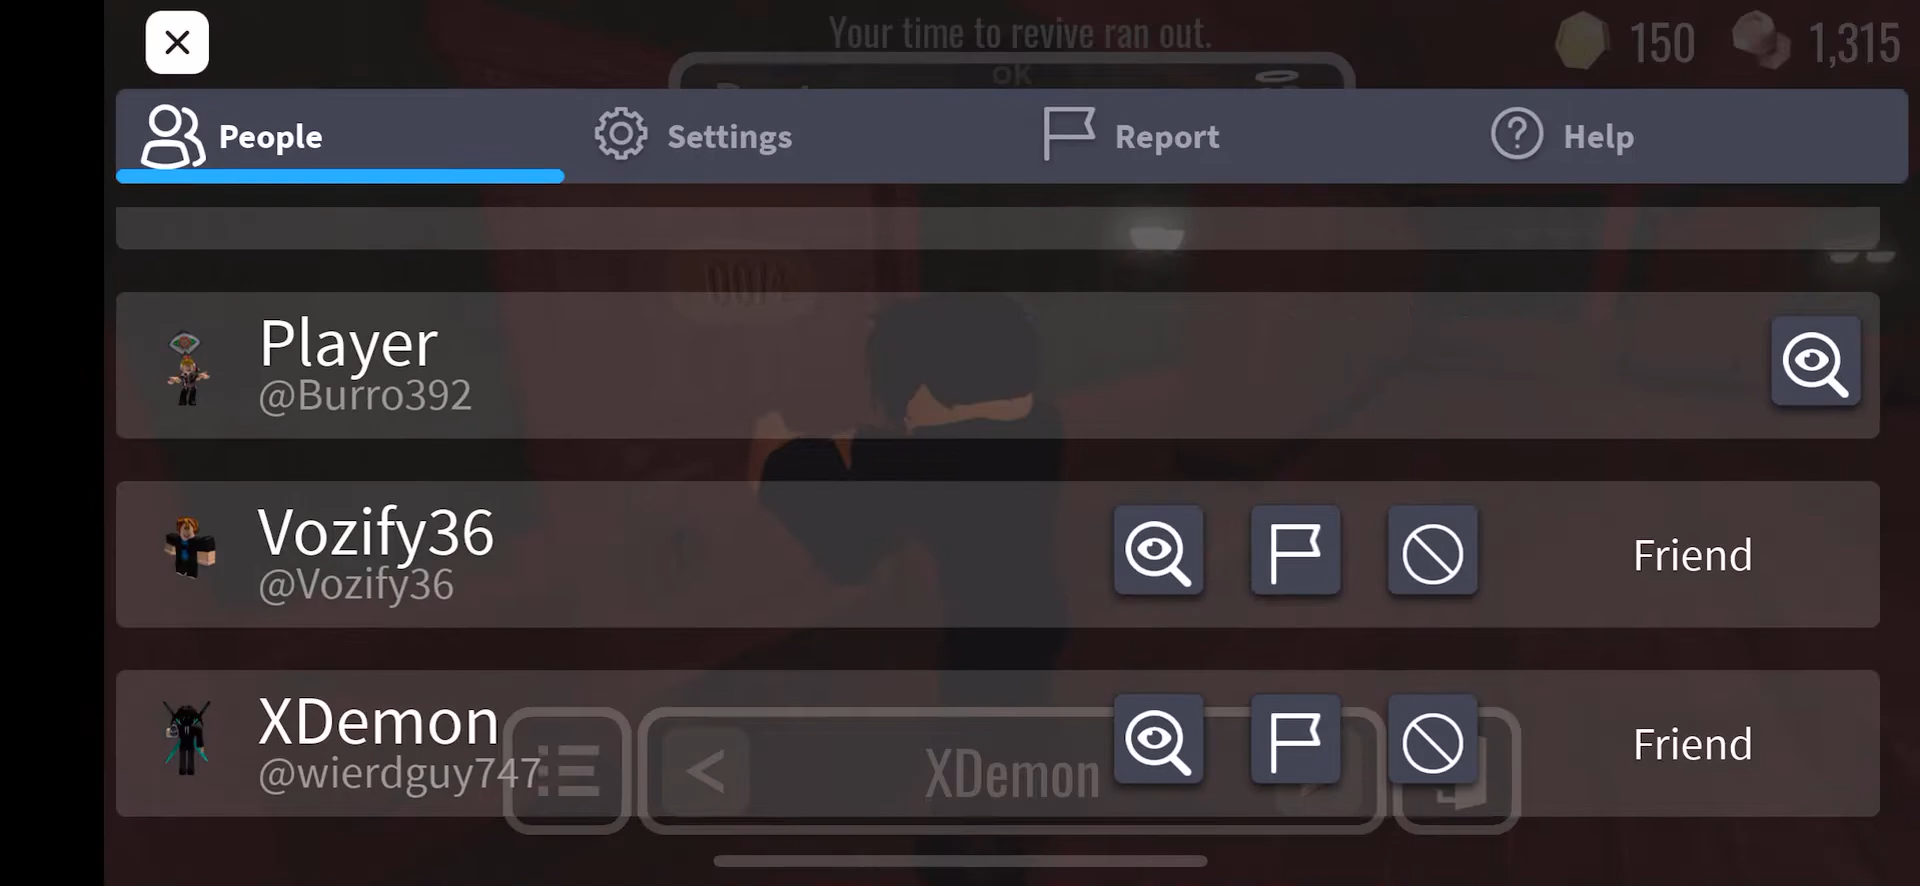 Your time to revive ran out.
150
1,315
OK
People
Settings
Report
Help
Player
@Burro392
Vozify36
@Vozify36
Friend
XDemon
@wierdguy747
Friend
<
XDemon